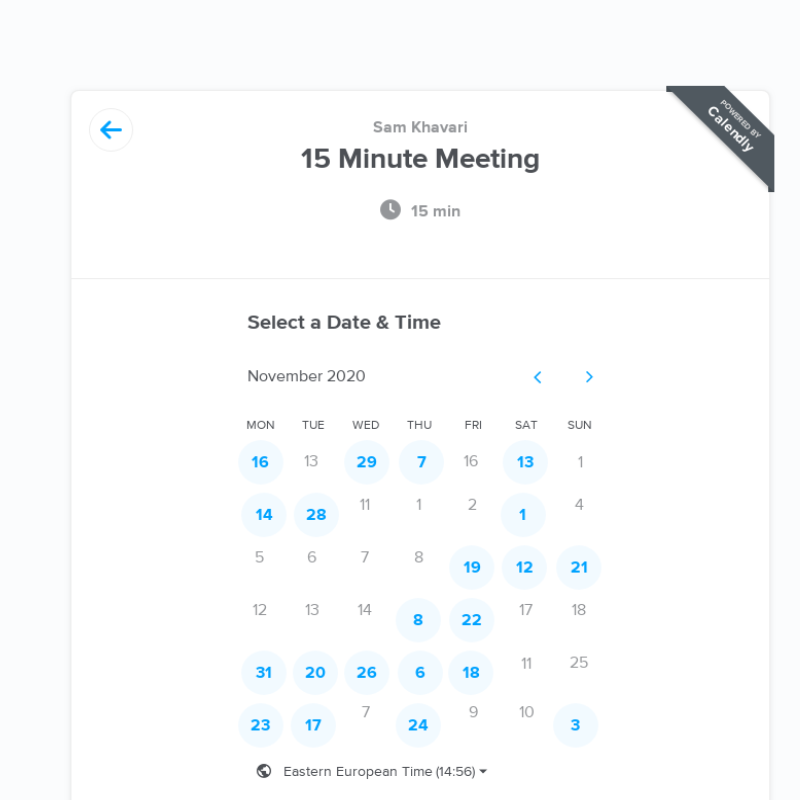 POWERED BY
Calendly
Sam Khavari
15 Minute Meeting
15 min
Select a Date & Time
November 2020
MON TUE WED THU FRI SAT SUN
16 13 29 7 16 13 1
14 28 11 1 2 1 4
5 6 7 8 19 12 21
12 13 14 8 22 17 18
31 20 26 6 18 11 25
23 17 7 24 9 10 3
Eastern European Time (14:56)